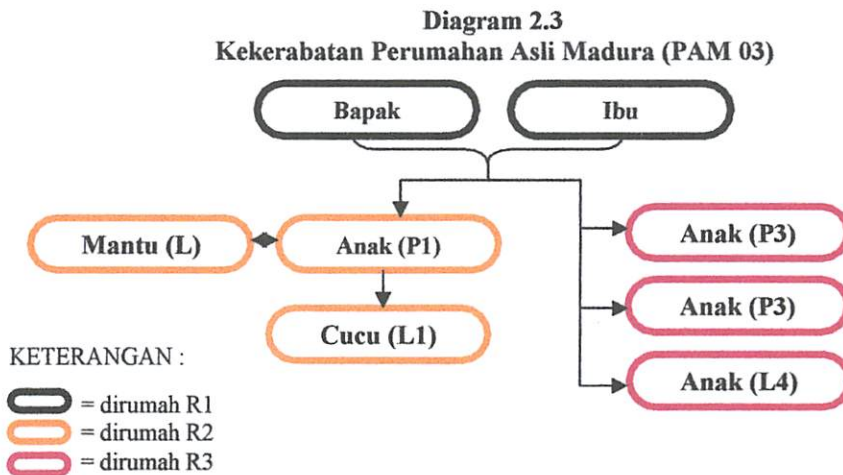 Diagram 2.3
Kekerabatan Perumahan Asli Madura (PAM 03)
Bapak
Ibu
Mantu (L)
Anak (P1)
Anak (P3)
Anak (P3)
Cucu (L1)
Anak (L4)
KETERANGAN :
= dirumah R1
= dirumah R2
= dirumah R3